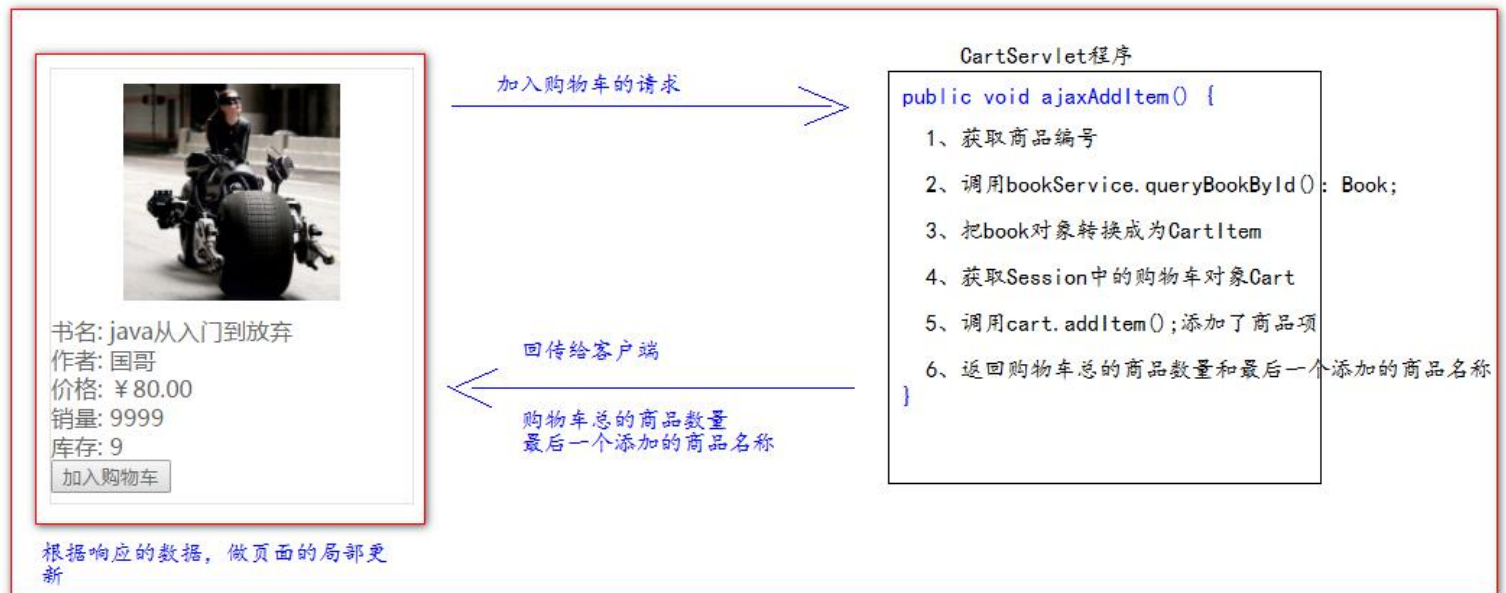 书名: java从入门到放弃
作者: 国哥
价格: ￥80.00
销量: 9999
库存: 9
加入购物车
根据响应的数据, 做页面的局部更
新
加入购物车的请求
回传给客户端
购物车总的商品数量
最后一个添加的商品名称
CartServlet程序
public void ajaxAddItem() {
1、获取商品编号
2、调用bookService.queryBookById(): Book;
3、把book对象转换成为CartItem
4、获取Session中的购物车对象Cart
5、调用cart.addItem();添加了商品项
6、返回购物车总的商品数量和最后一个添加的商品名称
}